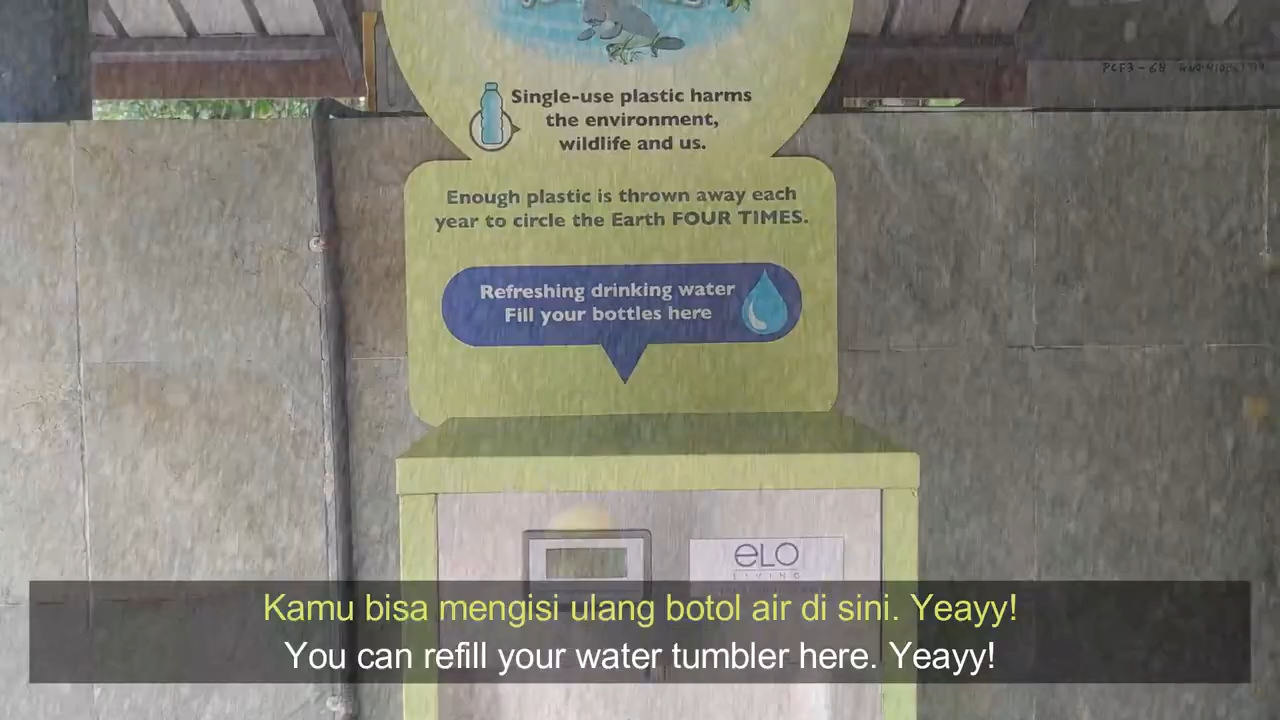 Single-use plastic harms
the environment,
wildlife and us.
Enough plastic is thrown away each
year to circle the Earth FOUR TIMES.
Refreshing drinking water
Fill your bottles here
eLO
LIVING
Kamu bisa mengisi ulang botol air di sini. Yeayy!
You can refill your water tumbler here. Yeayy!